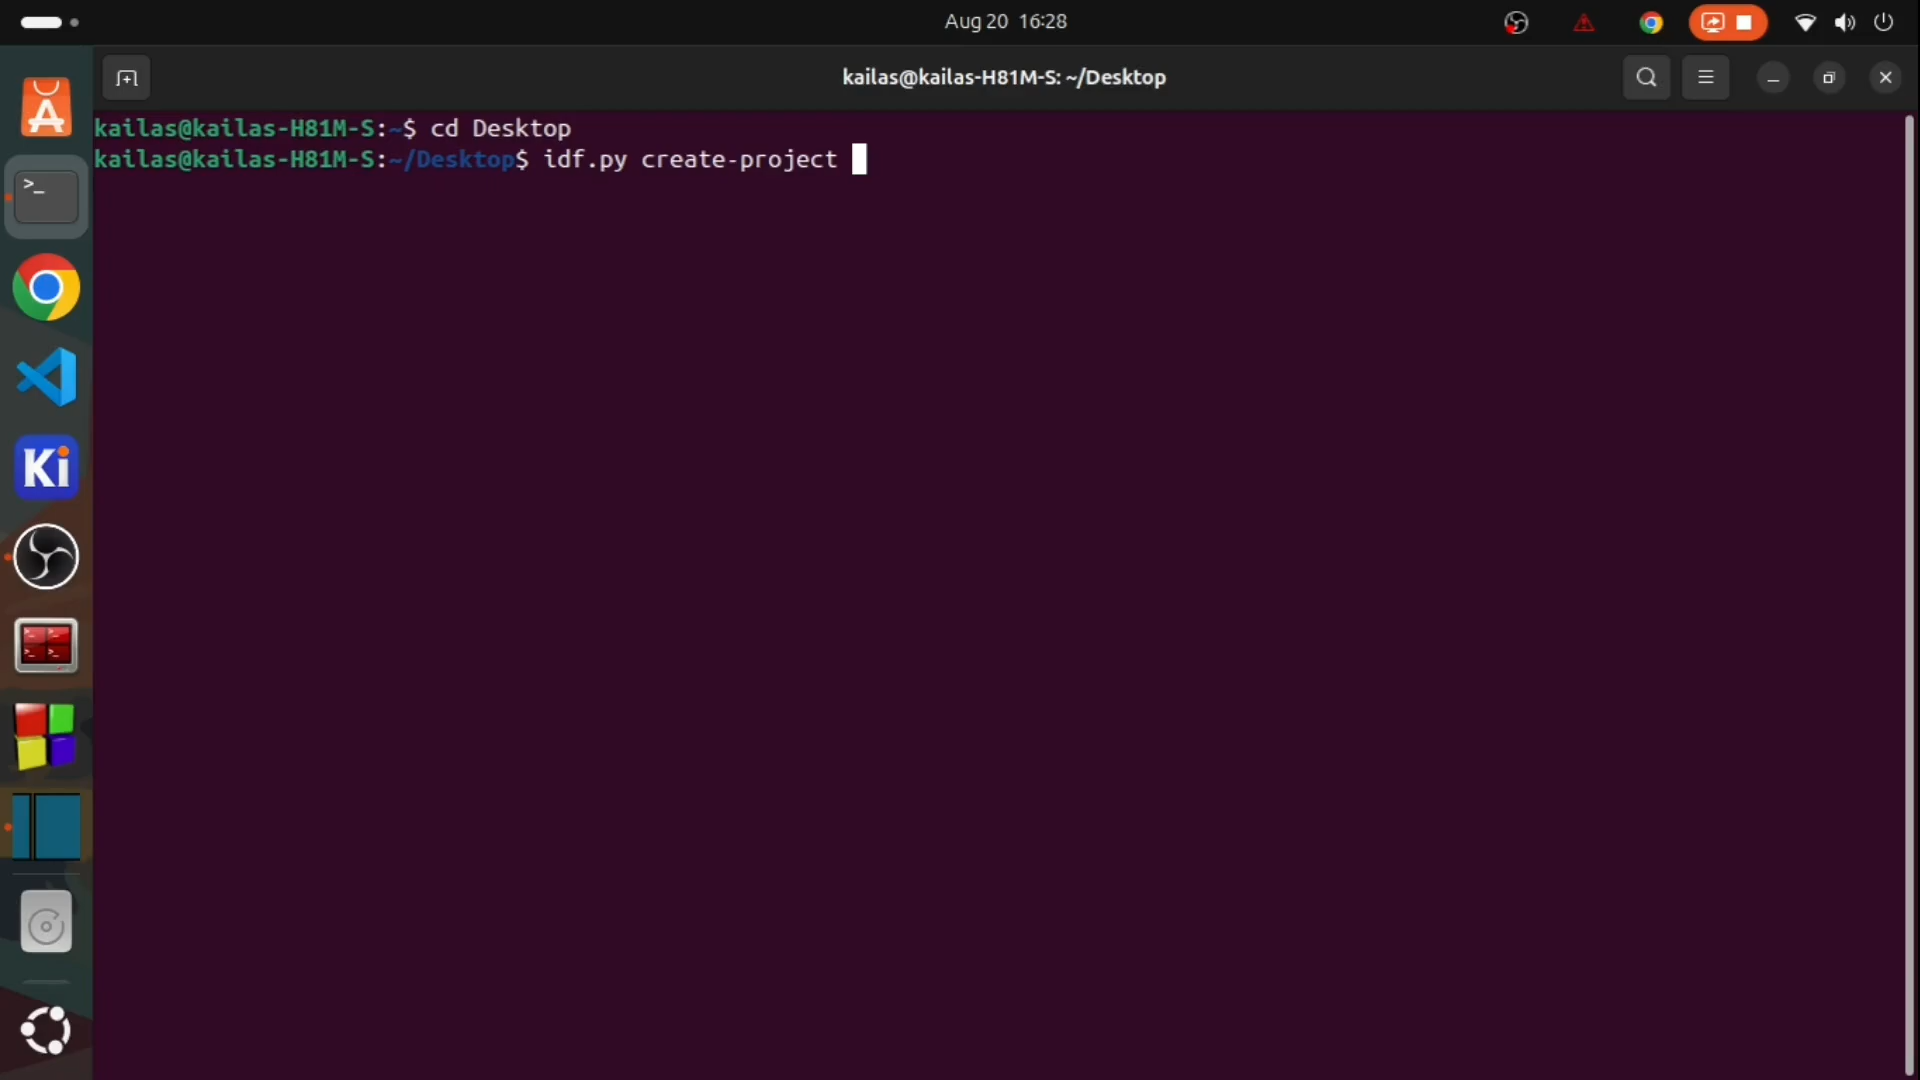 Aug 20 16:28
kailas@kailas-H81M-S: ~/Desktop
kailas@kailas-H81M-S:~$ cd Desktop
kailas@kailas-H81M-S:~/Desktop$ idf.py create-project
A
>_
Ki